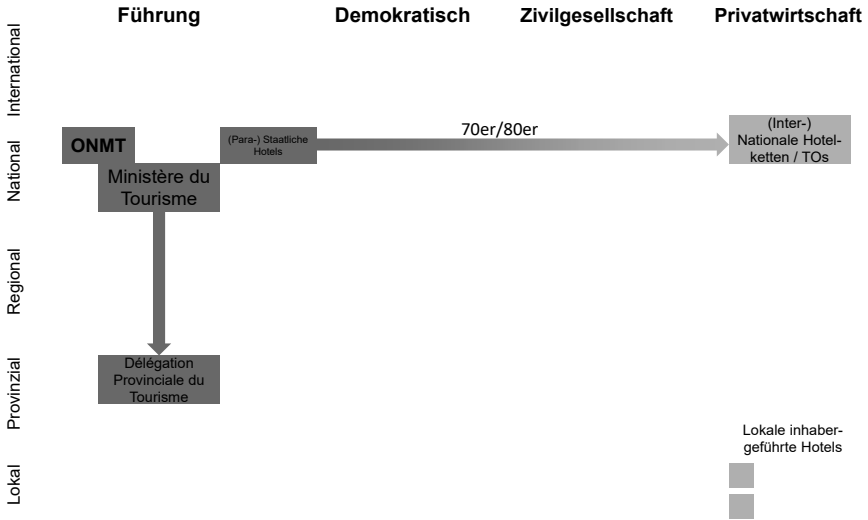 Führung
Demokratisch
Zivilgesellschaft
Privatwirtschaft
International
National
Regional
Provinzial
Lokal
ONMT
(Para-) Staatliche
Hotels
70er/80er
(Inter-)
Nationale Hotel-
ketten / TOs
Ministère du
Tourisme
Délégation
Provinciale du
Tourisme
Lokale inhaber-
geführte Hotels